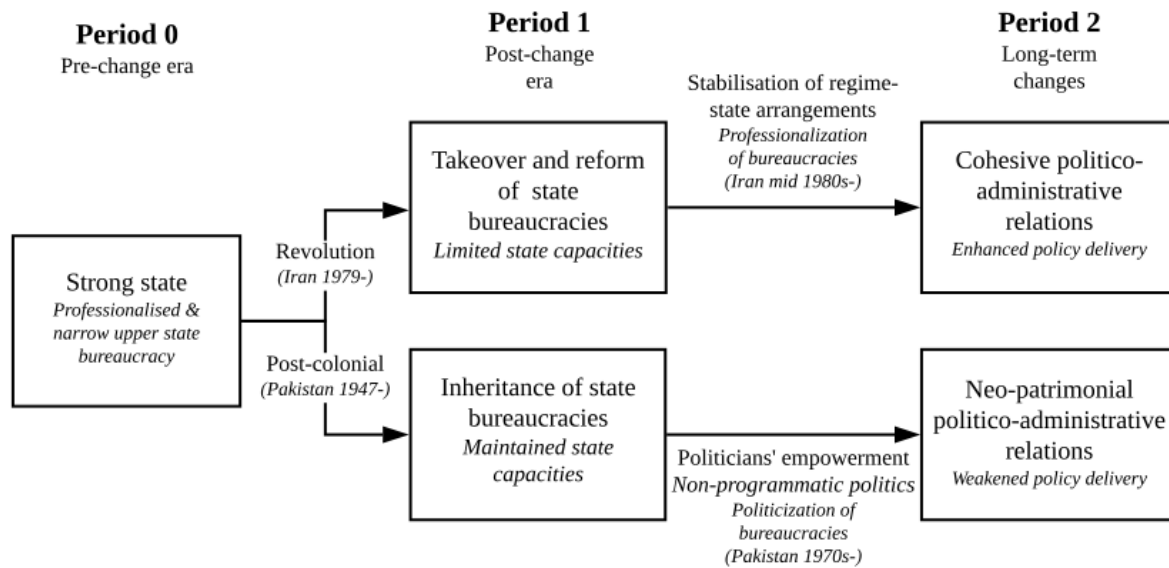 Period 0
Pre-change era
Period 1
Post-change
era
Period 2
Long-term
changes
Strong state
Professionalised &
narrow upper state
bureaucracy
Revolution
(Iran 1979-)
Post-colonial
(Pakistan 1947-)
Takeover and reform
of state
bureaucracies
Limited state capacities
Stabilisation of regime-
state arrangements
Professionalization
of bureaucracies
(Iran mid 1980s-)
Cohesive politico-
administrative
relations
Enhanced policy delivery
Inheritance of state
bureaucracies
Maintained state
capacities
Politicians' empowerment
Non-programmatic politics
Politicization of
bureaucracies
(Pakistan 1970s-)
Neo-patrimonial
politico-administrative
relations
Weakened policy delivery